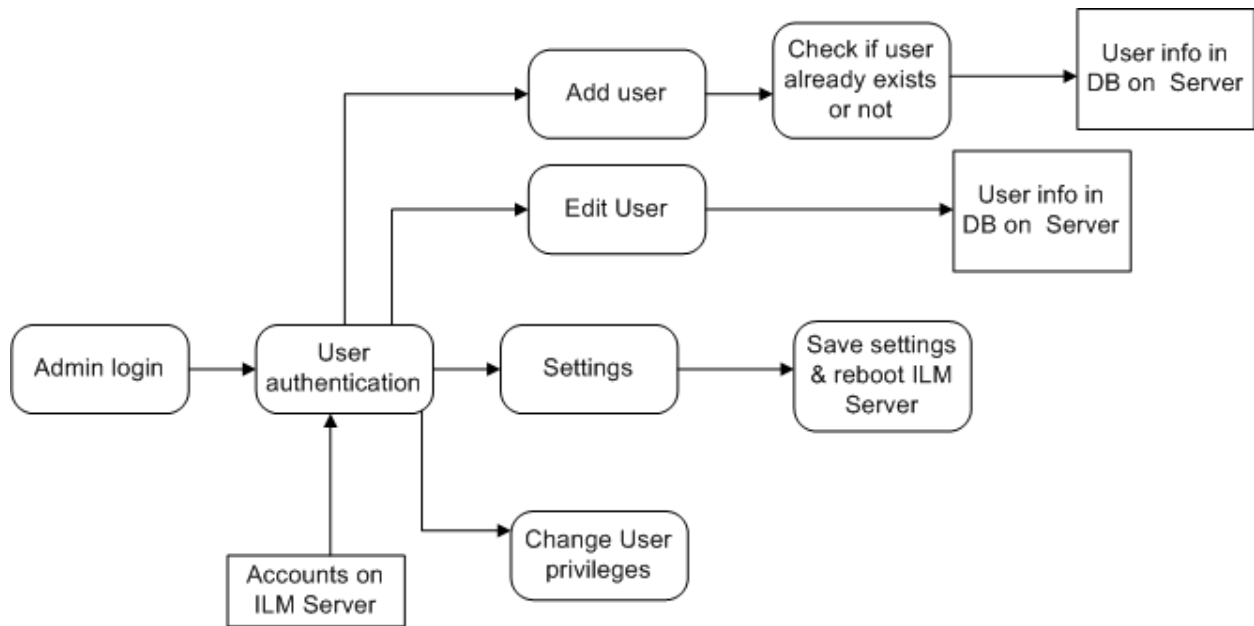 Add user
Check if user
already exists
or not
User info in
DB on Server
Edit User
User info in
DB on Server
Admin login
User
authentication
Settings
Save settings
& reboot ILM
Server
Accounts on
ILM Server
Change User
privileges